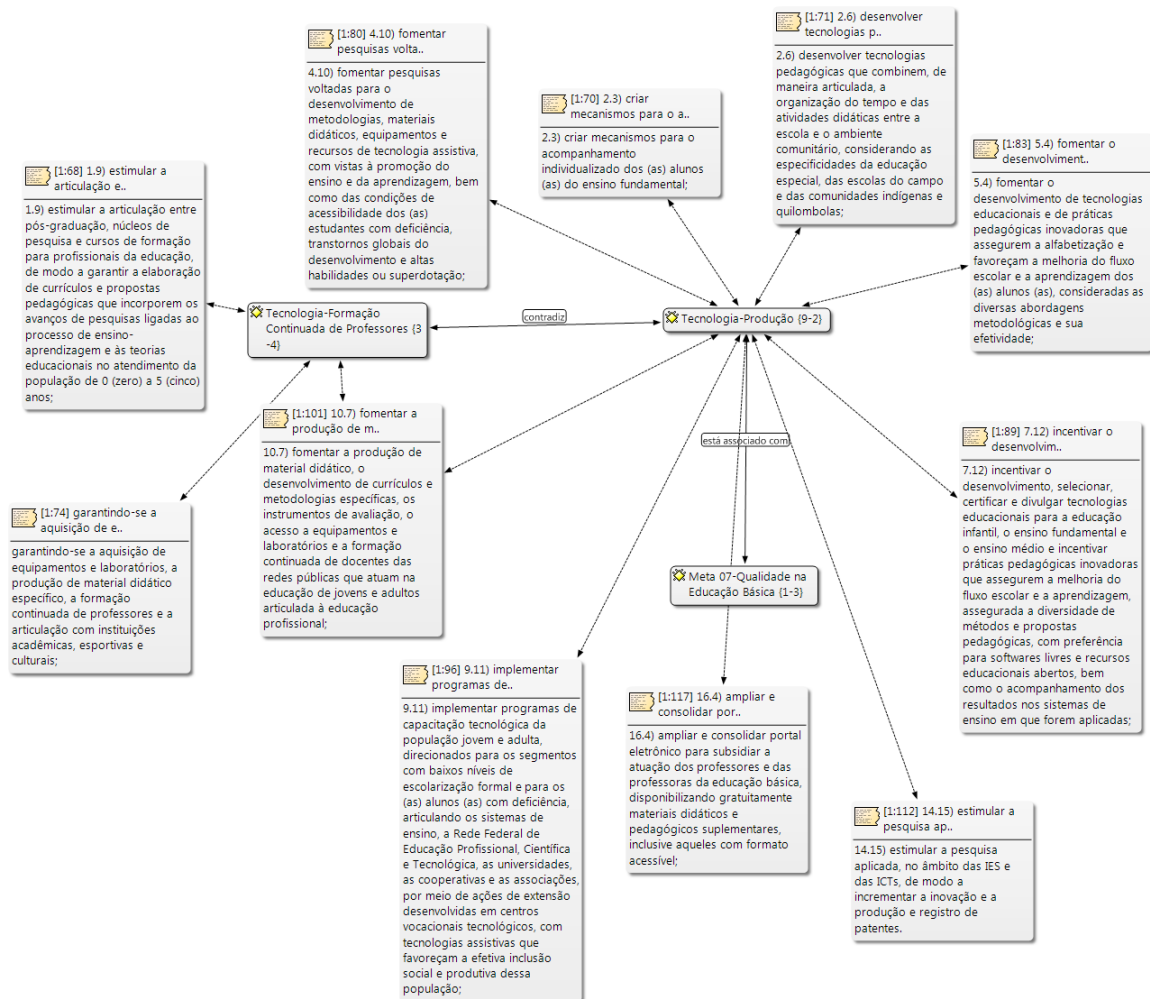 [1:80] 4.10) fomentar
pesquisas volta..
4.10) fomentar pesquisas
voltadas para o
desenvolvimento de
metodologias, materiais
didáticos, equipamentos e
recursos de tecnologia assistiva,
com vistas à promoção do
ensino e da aprendizagem, bem
como das condições de
acessibilidade dos (as)
estudantes com deficiência,
transtornos globais do
desenvolvimento e altas
habilidades ou superdotação;
[1:71] 2.6) desenvolver
tecnologias p..
2.6) desenvolver tecnologias
pedagógicas que combinem, de
maneira articulada, a
organização do tempo e das
atividades didáticas entre a
escola e o ambiente
comunitário, considerando as
especificidades da educação
especial, das escolas do campo
e das comunidades indígenas e
quilombolas;
[1:70] 2.3) criar
mecanismos para o a..
2.3) criar mecanismos para o
acompanhamento
individualizado dos (as) alunos
(as) do ensino fundamental;
[1:83] 5.4) fomentar o
desenvolviment..
5.4) fomentar o
desenvolvimento de tecnologias
educacionais e de práticas
pedagógicas inovadoras que
assegurem a alfabetização e
favoreçam a melhoria do fluxo
escolar e a aprendizagem dos
(as) alunos (as), consideradas as
diversas abordagens
metodológicas e sua
efetividade;
[1:68] 1.9) estimular a
articulação e..
1.9) estimular a articulação entre
pós-graduação, núcleos de
pesquisa e cursos de formação
para profissionais da educação,
de modo a garantir a elaboração
de currículos e propostas
pedagógicas que incorporem os
avanços de pesquisas ligadas ao
processo de ensino-
aprendizagem e às teorias
educacionais no atendimento da
população de 0 (zero) a 5 (cinco)
anos;
Tecnologia-Formação
Continuada de Professores {3
-4}
contradiz
Tecnologia-Produção {9-2}
[1:101] 10.7) fomentar a
produção de m..
10.7) fomentar a produção de
material didático, o
desenvolvimento de currículos e
metodologias específicas, os
instrumentos de avaliação, o
acesso a equipamentos e
laboratórios e a formação
continuada de docentes das
redes públicas que atuam na
educação de jovens e adultos
articulada à educação
profissional;
está associado com
[1:89] 7.12) incentivar o
desenvolvim..
7.12) incentivar o
desenvolvimento, selecionar,
certificar e divulgar tecnologias
educacionais para a educação
infantil, o ensino fundamental e
o ensino médio e incentivar
práticas pedagógicas inovadoras
que assegurem a melhoria do
fluxo escolar e a aprendizagem,
assegurada a diversidade de
métodos e propostas
pedagógicas, com preferência
para softwares livres e recursos
educacionais abertos, bem
como o acompanhamento dos
resultados nos sistemas de
ensino em que forem aplicadas;
[1:74] garantindo-se a
aquisição de e..
garantindo-se a aquisição de
equipamentos e laboratórios, a
produção de material didático
específico, a formação
continuada de professores e a
articulação com instituições
acadêmicas, esportivas e
culturais;
Meta 07-Qualidade na
Educação Básica {1-3}
[1:96] 9.11) implementar
programas de..
9.11) implementar programas de
capacitação tecnológica da
população jovem e adulta,
direcionados para os segmentos
com baixos níveis de
escolarização formal e para os
(as) alunos (as) com deficiência,
articulando os sistemas de
ensino, a Rede Federal de
Educação Profissional, Científica
e Tecnológica, as universidades,
as cooperativas e as associações,
por meio de ações de extensão
desenvolvidas em centros
vocacionais tecnológicos, com
tecnologias assistivas que
favoreçam a efetiva inclusão
social e produtiva dessa
população;
[1:117] 16.4) ampliar e
consolidar por..
16.4) ampliar e consolidar portal
eletrônico para subsidiar a
atuação dos professores e das
professoras da educação básica,
disponibilizando gratuitamente
materiais didáticos e
pedagógicos suplementares,
inclusive aqueles com formato
acessível;
[1:112] 14.15) estimular a
pesquisa ap..
14.15) estimular a pesquisa
aplicada, no âmbito das IES e
das ICTs, de modo a
incrementar a inovação e a
produção e registro de
patentes.